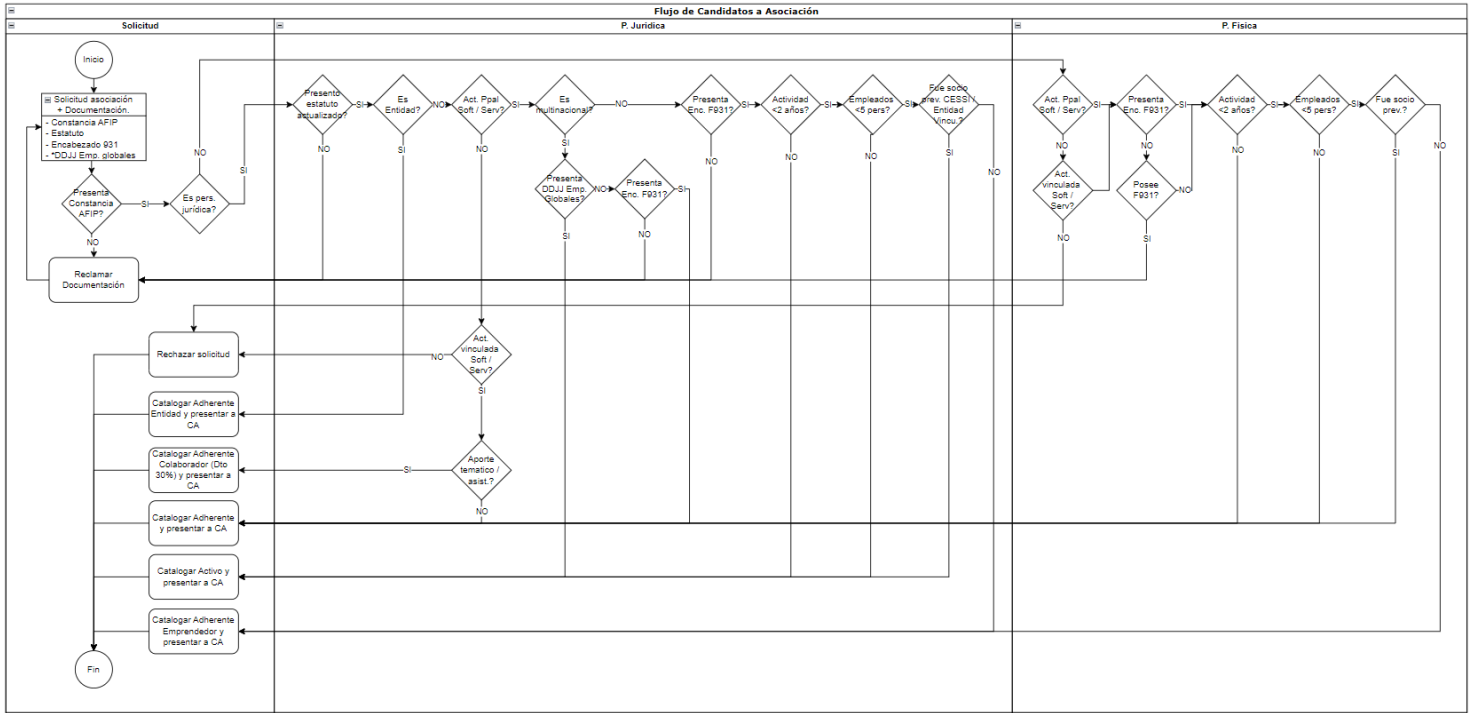 Flujo de Candidatos a Asociación
Solicitud
P. Juridica
P. Fisica
Inicio
Solicitud asociación
+ Documentación.
- Constancia AFIP
- Estatuto
- Encabezado 931
- *DDJJ Emp. globales
Presenta
Constancia
AFIP?
SI
NO
Es pers.
jurídica?
NO
SI
Reclamar
Documentación
Presento
estatuto
actualizado?
SI
NO
Es
Entidad?
NO
SI
Act. Ppal
Soft / Serv?
SI
NO
Es
multinacional?
NO
SI
Presenta
DDJJ Emp.
Globales?
NO
SI
Presenta
Enc. F931?
SI
NO
Presenta
Enc. F931?
SI
NO
Actividad
<2 años?
SI
NO
Empleados
<5 pers?
SI
NO
Fue socio
prev. CESSI /
Entidad
Vincu.?
SI
NO
Act. Ppal
Soft / Serv?
SI
NO
Act.
vinculada
Soft /
Serv?
SI
NO
Presenta
Enc. F931?
SI
NO
Posee
F931?
NO
SI
Actividad
<2 años?
SI
NO
Empleados
<5 pers?
SI
NO
Fue socio
prev.?
SI
NO
Act.
vinculada
Soft /
Serv?
NO
SI
Aporte
tematico /
asist.?
SI
NO
Rechazar solicitud
Catalogar Adherente
Entidad y presentar a
CA
Catalogar Adherente
Colaborador (Dto
30%) y presentar a
CA
Catalogar Adherente
y presentar a CA
Catalogar Activo y
presentar a CA
Catalogar Adherente
Emprendedor y
presentar a CA
Fin